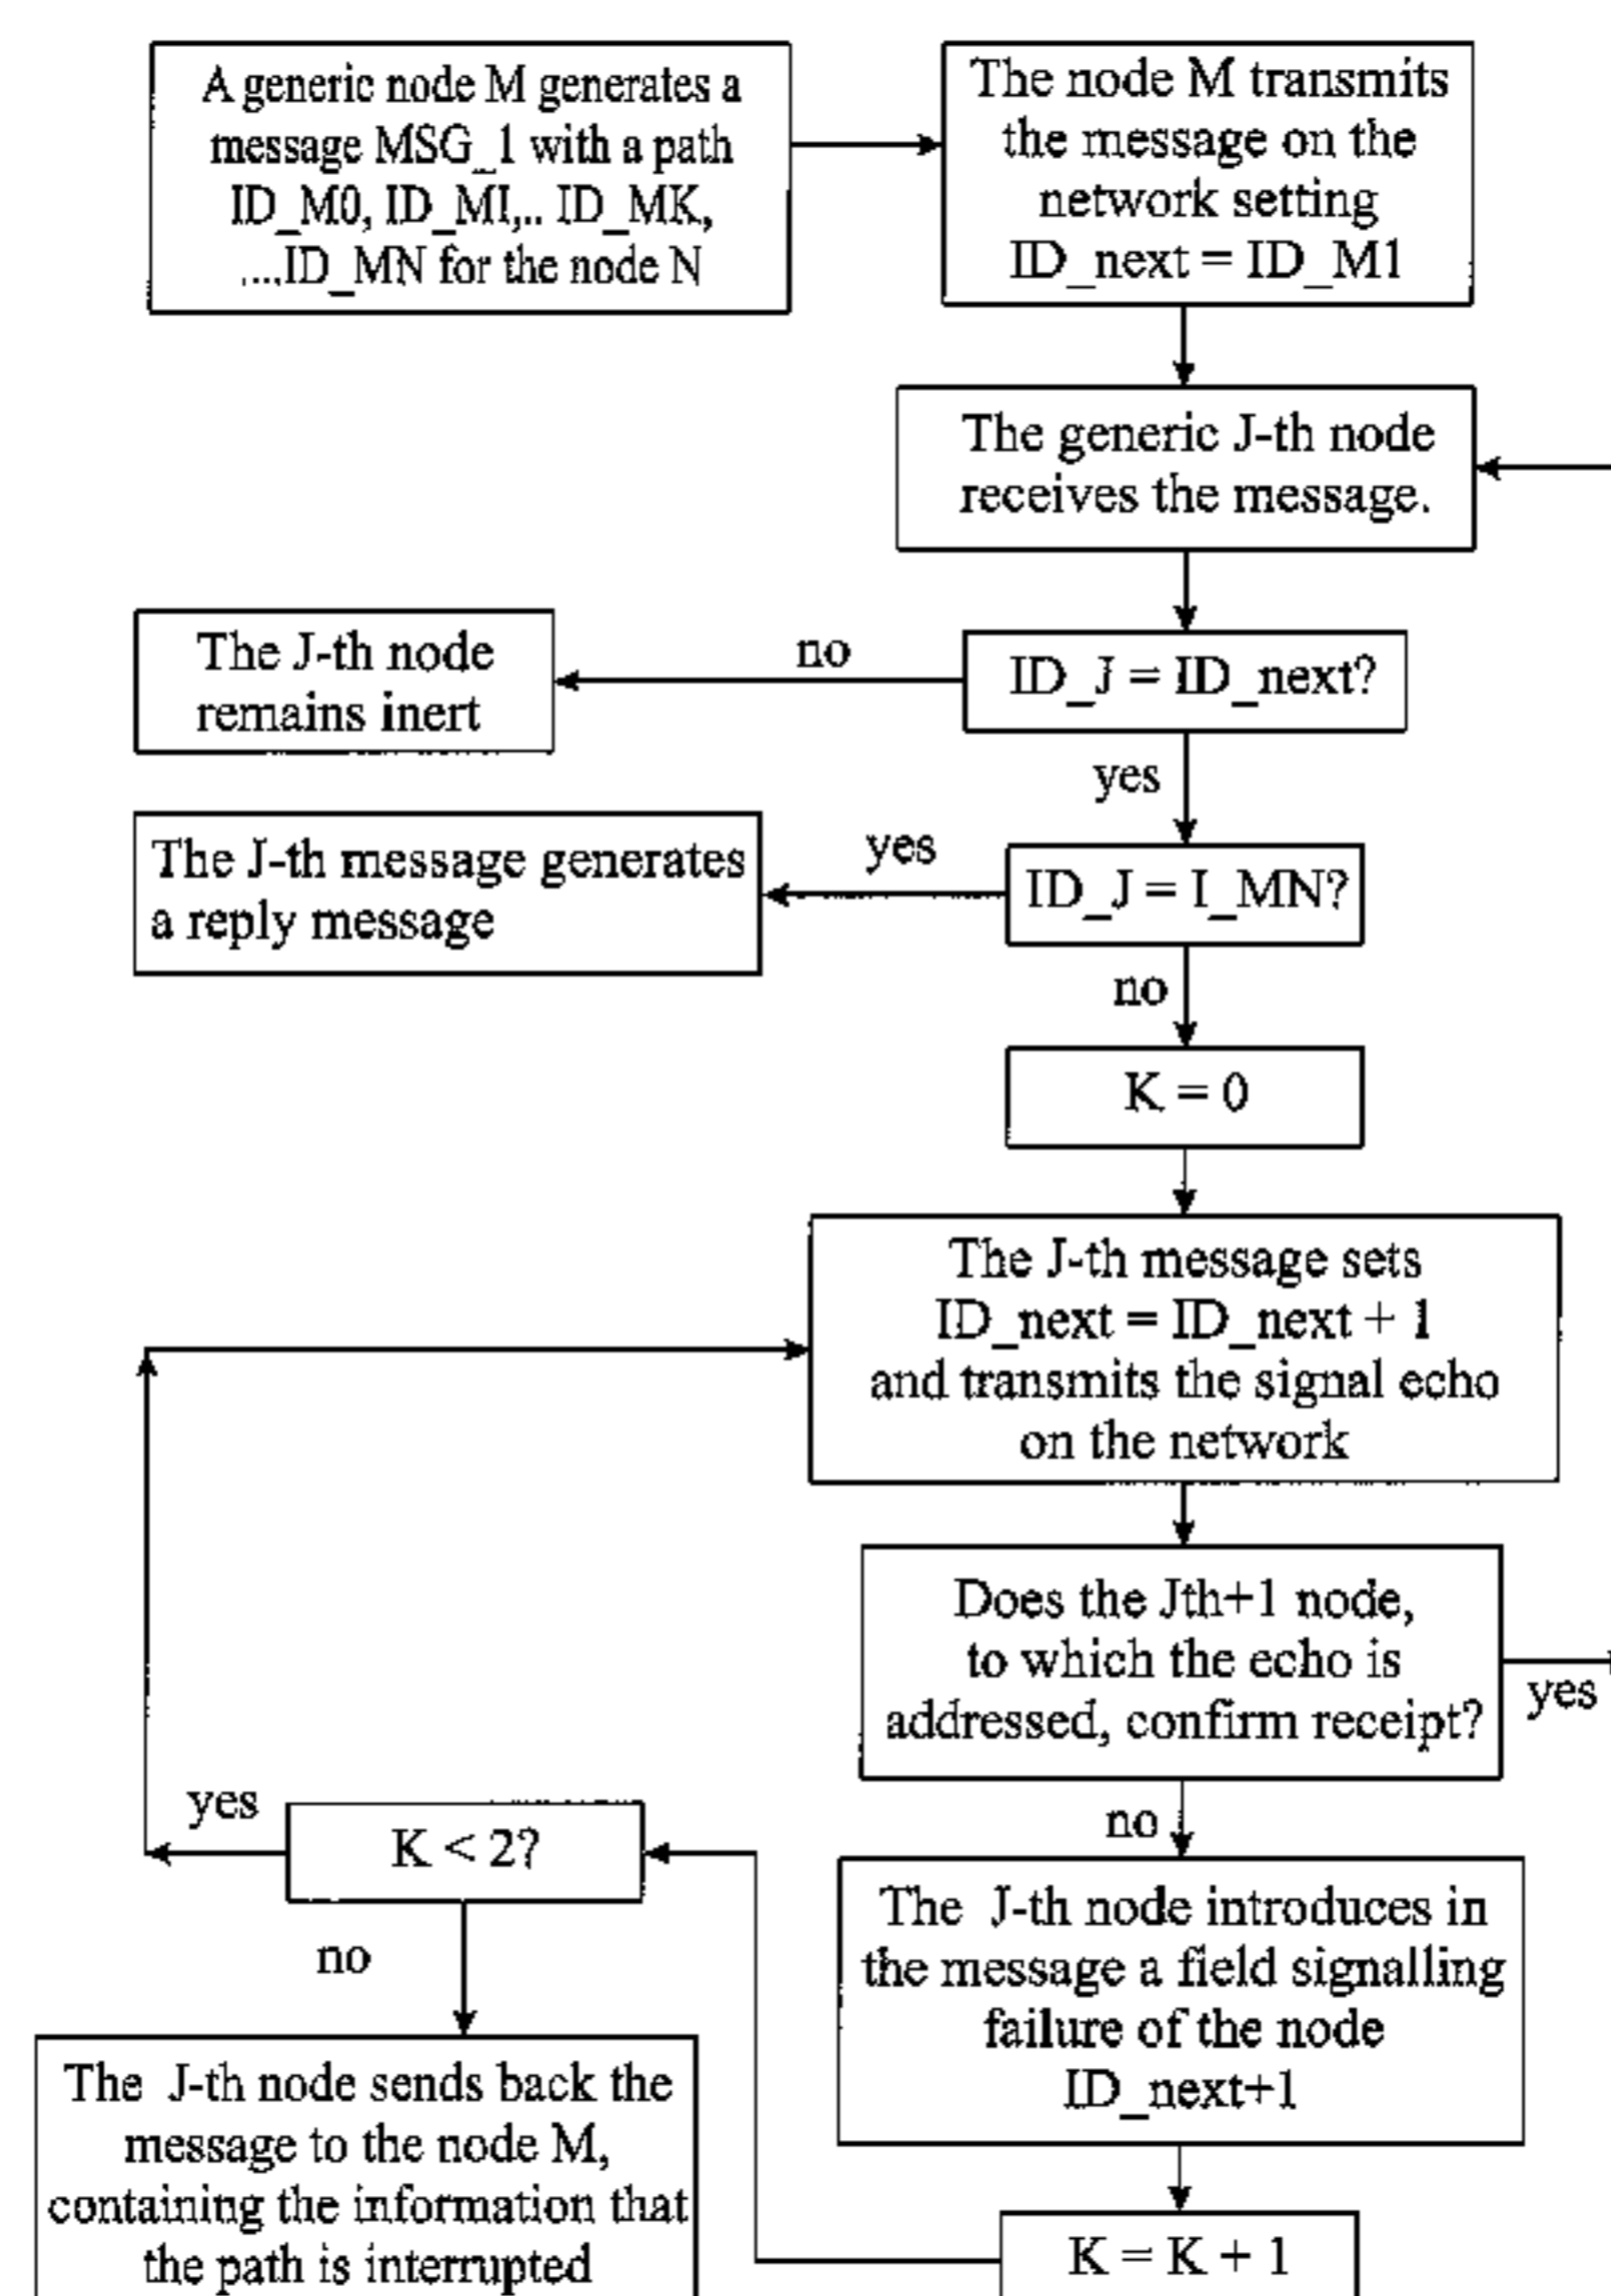 A generic node M generates a
message MSG_1 with a path
ID_M0, ID_MI,.. ID_MK,
....ID_MN for the node N
The node M transmits
the message on the
network setting
ID_next = ID_M1
The generic J-th node
receives the message.
ID_J = ID_next?
no
The J-th node
remains inert
yes
ID_J = I_MN?
yes
The J-th message generates
a reply message
no
K = 0
The J-th message sets
ID_next = ID_next + 1
and transmits the signal echo
on the network
Does the Jth+1 node,
to which the echo is
addressed, confirm receipt?
yes
no
The J-th node introduces in
the message a field signalling
failure of the node
ID_next+1
K = K + 1
K < 2?
yes
no
The J-th node sends back the
message to the node M,
containing the information that
the path is interrupted